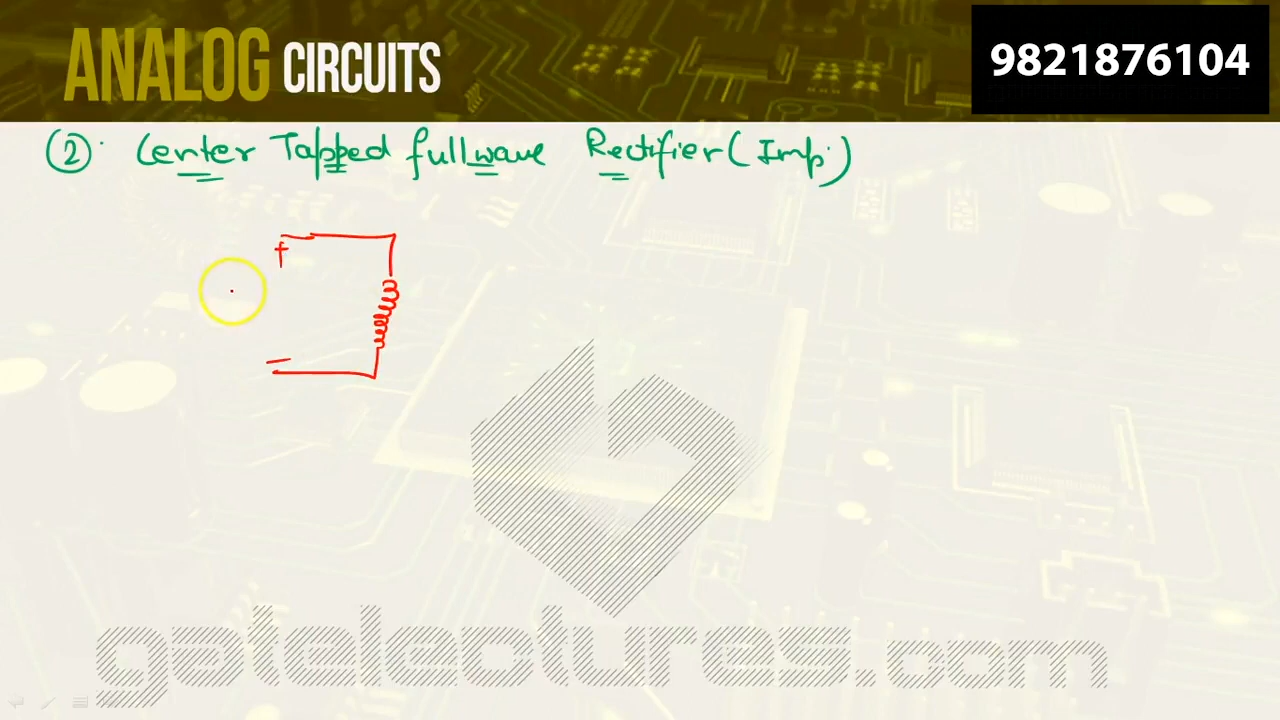 ANALOG CIRCUITS
9821876104
(2). Center Tapped fullwave Rectifier (Imp.)
+
-
gatelectures.com